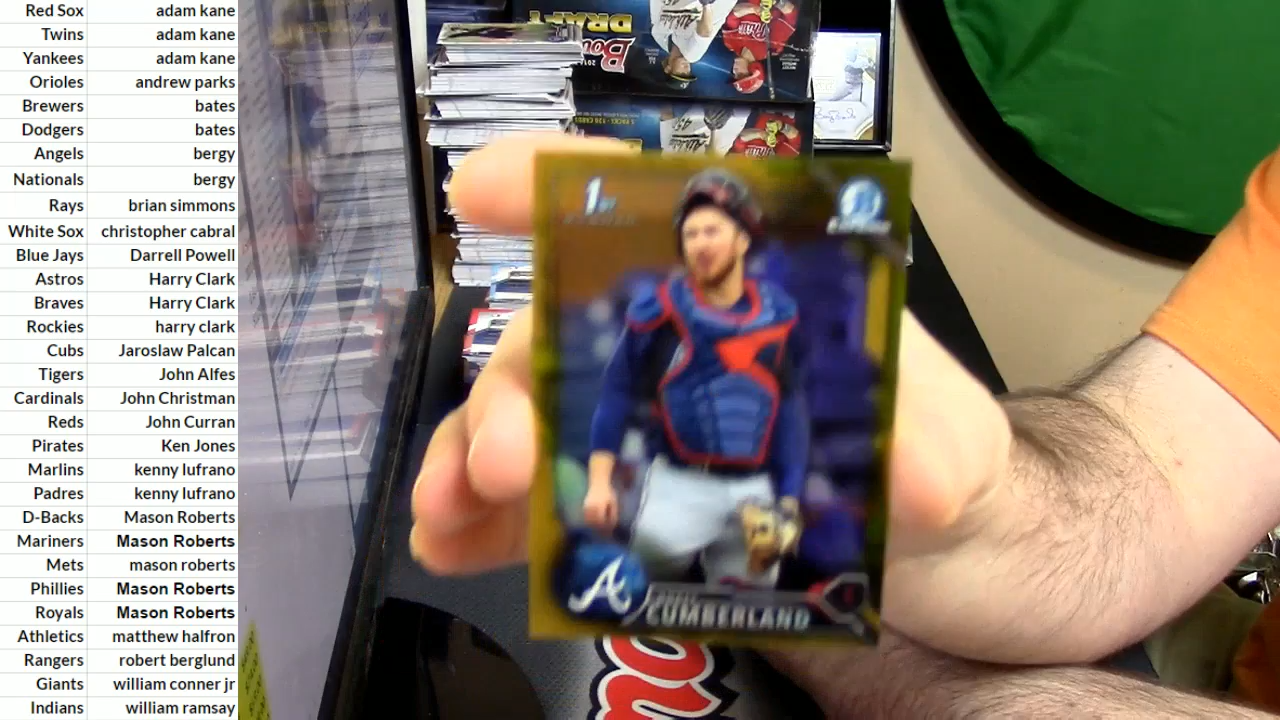 Red Sox adam kane
Twins adam kane
Yankees adam kane
Orioles andrew parks
Brewers bates
Dodgers bates
Angels bergy
Nationals bergy
Rays brian simmons
White Sox christopher cabral
Blue Jays Darrell Powell
Astros Harry Clark
Braves Harry Clark
Rockies harry clark
Cubs Jaroslaw Palcan
Tigers John Alfes
Cardinals John Christman
Reds John Curran
Pirates Ken Jones
Marlins kenny lufrano
Padres kenny lufrano
D-Backs Mason Roberts
Mariners Mason Roberts
Mets mason roberts
Phillies Mason Roberts
Royals Mason Roberts
Athletics matthew halfron
Rangers robert berglund
Giants william conner jr
Indians william ramsay
DRAFT
1st
A
CUMBERLAND